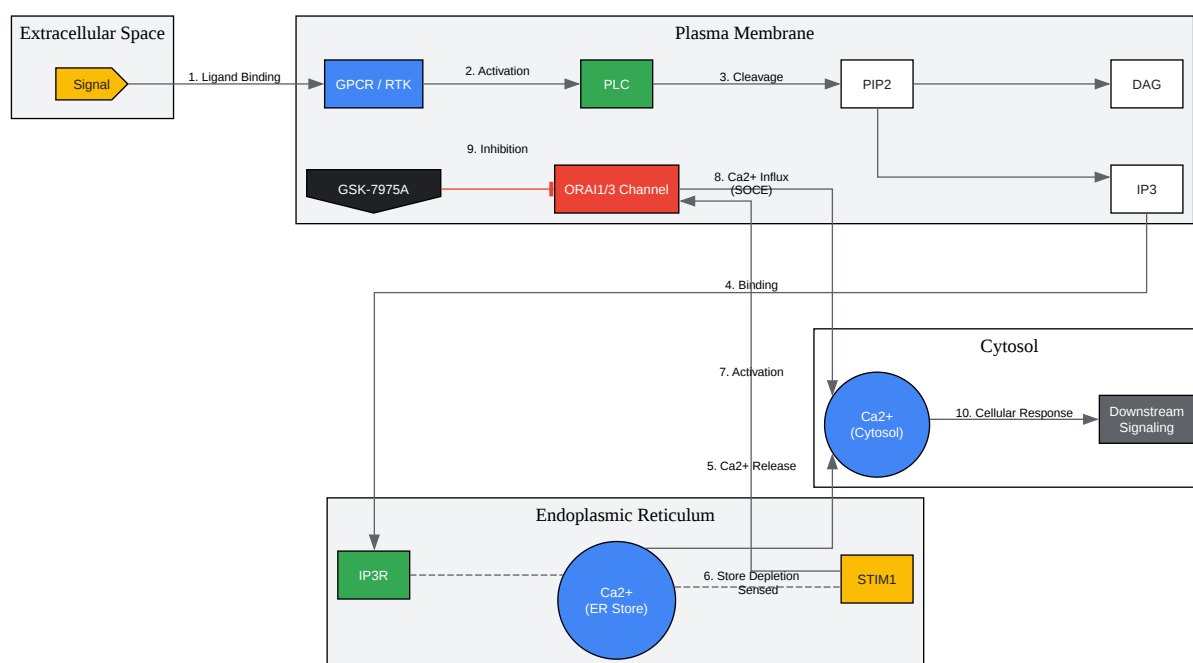 Extracellular Space
Plasma Membrane
Signal
1. Ligand Binding
GPCR / RTK
2. Activation
PLC
3. Cleavage
PIP2
DAG
9. Inhibition
GSK-7975A
ORAI1/3 Channel
8. Ca2+ Influx
(SOCE)
IP3
4. Binding
Cytosol
7. Activation
Ca2+
(Cytosol)
10. Cellular Response
Downstream
Signaling
5. Ca2+ Release
Endoplasmic Reticulum
IP3R
Ca2+
(ER Store)
6. Store Depletion
Sensed
STIM1